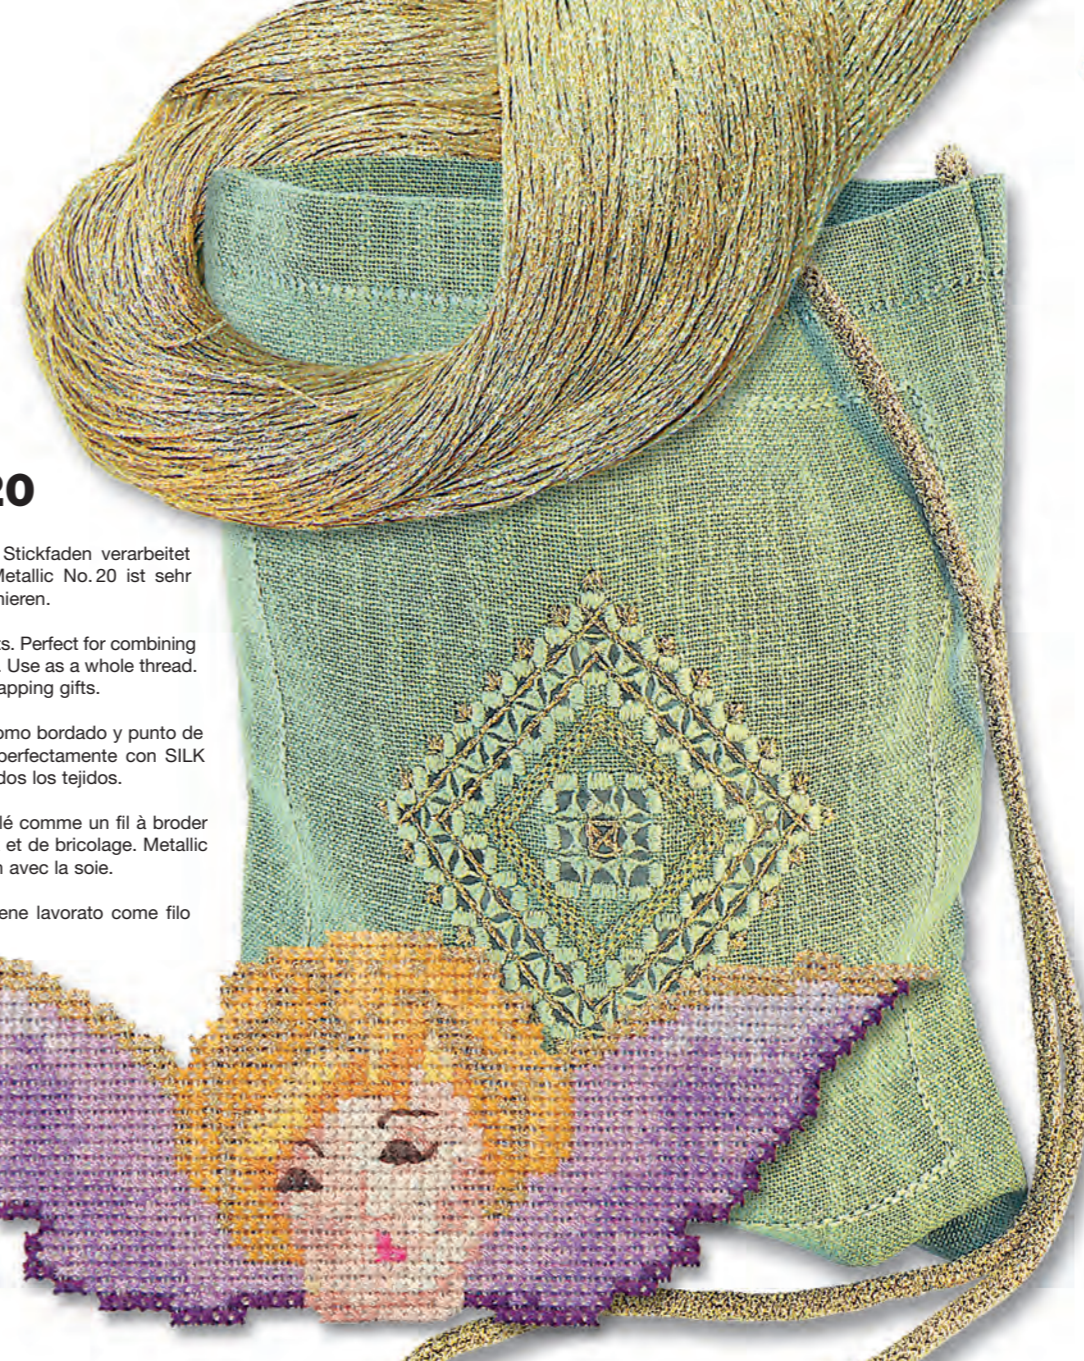 20
Stickfaden verarbeitet
Metallic No. 20 ist sehr
nieren.
ts. Perfect for combining
. Use as a whole thread.
apping gifts.
omo bordado y punto de
perfectamente con SILK
dos los tejidos.
lé comme un fil à broder
et de bricolage. Metallic
n avec la soie.
ene lavorato come filo